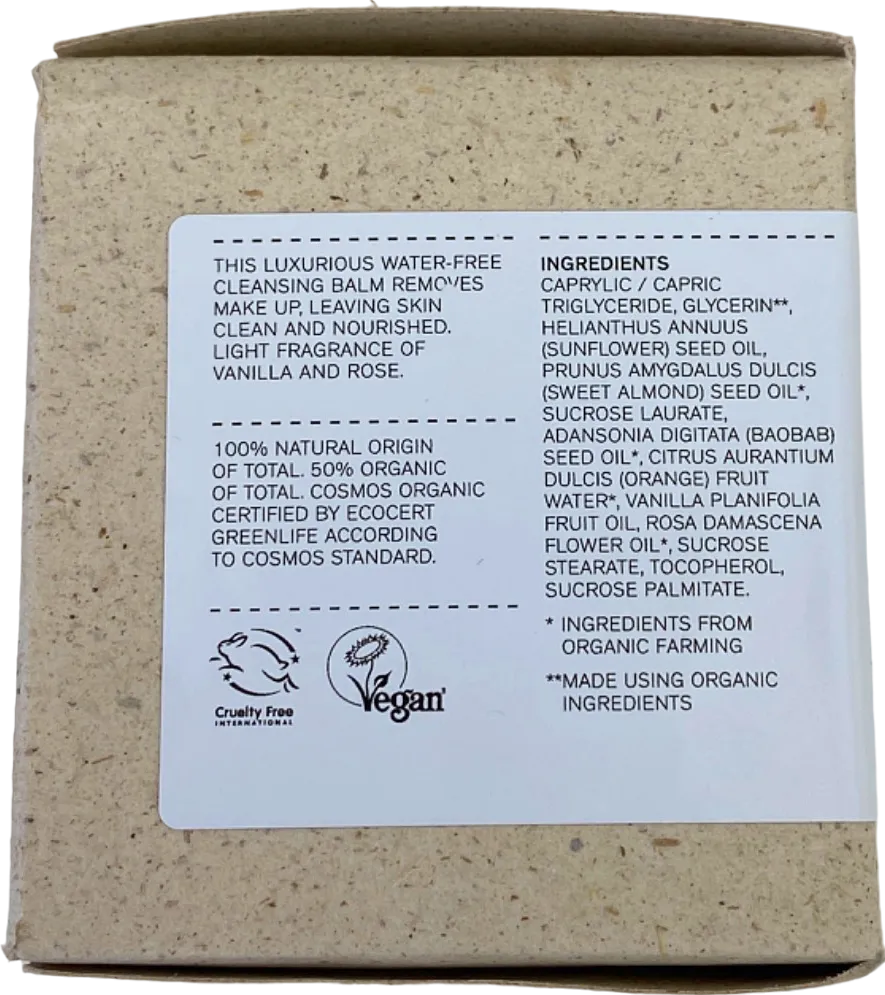 THIS LUXURIOUS WATER-FREE
CLEANSING BALM REMOVES
MAKE UP, LEAVING SKIN
CLEAN AND NOURISHED.
LIGHT FRAGRANCE OF
VANILLA AND ROSE.
100% NATURAL ORIGIN
OF TOTAL. 50% ORGANIC
OF TOTAL. COSMOS ORGANIC
CERTIFIED BY ECOCERT
GREENLIFE ACCORDING
TO COSMOS STANDARD.
Cruelty Free
INTERNATIONAL
Vegan
INGREDIENTS
CAPRYLIC / CAPRIC
TRIGLYCERIDE, GLYCERIN**,
HELIANTHUS ANNUUS
(SUNFLOWER) SEED OIL,
PRUNUS AMYGDALUS DULCIS
(SWEET ALMOND) SEED OIL*,
SUCROSE LAURATE,
ADANSONIA DIGITATA (BAOBAB)
SEED OIL*, CITRUS AURANTIUM
DULCIS (ORANGE) FRUIT
WATER*, VANILLA PLANIFOLIA
FRUIT OIL, ROSA DAMASCENA
FLOWER OIL*, SUCROSE
STEARATE, TOCOPHEROL,
SUCROSE PALMITATE.
* INGREDIENTS FROM
ORGANIC FARMING
**MADE USING ORGANIC
INGREDIENTS